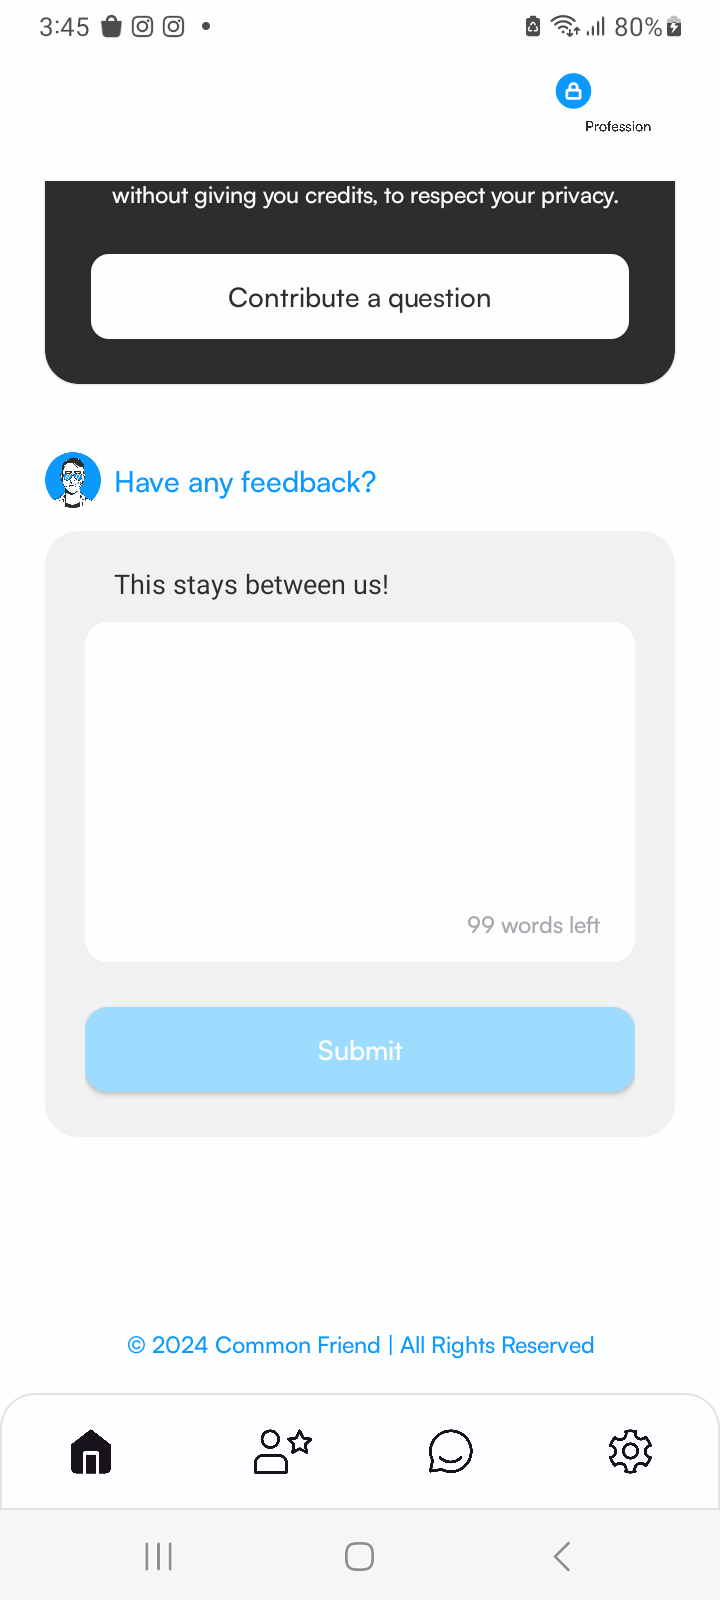 3:45
80%
Profession
without giving you credits, to respect your privacy.
Contribute a question
Have any feedback?
This stays between us!
99 words left
Submit
© 2024 Common Friend | All Rights Reserved